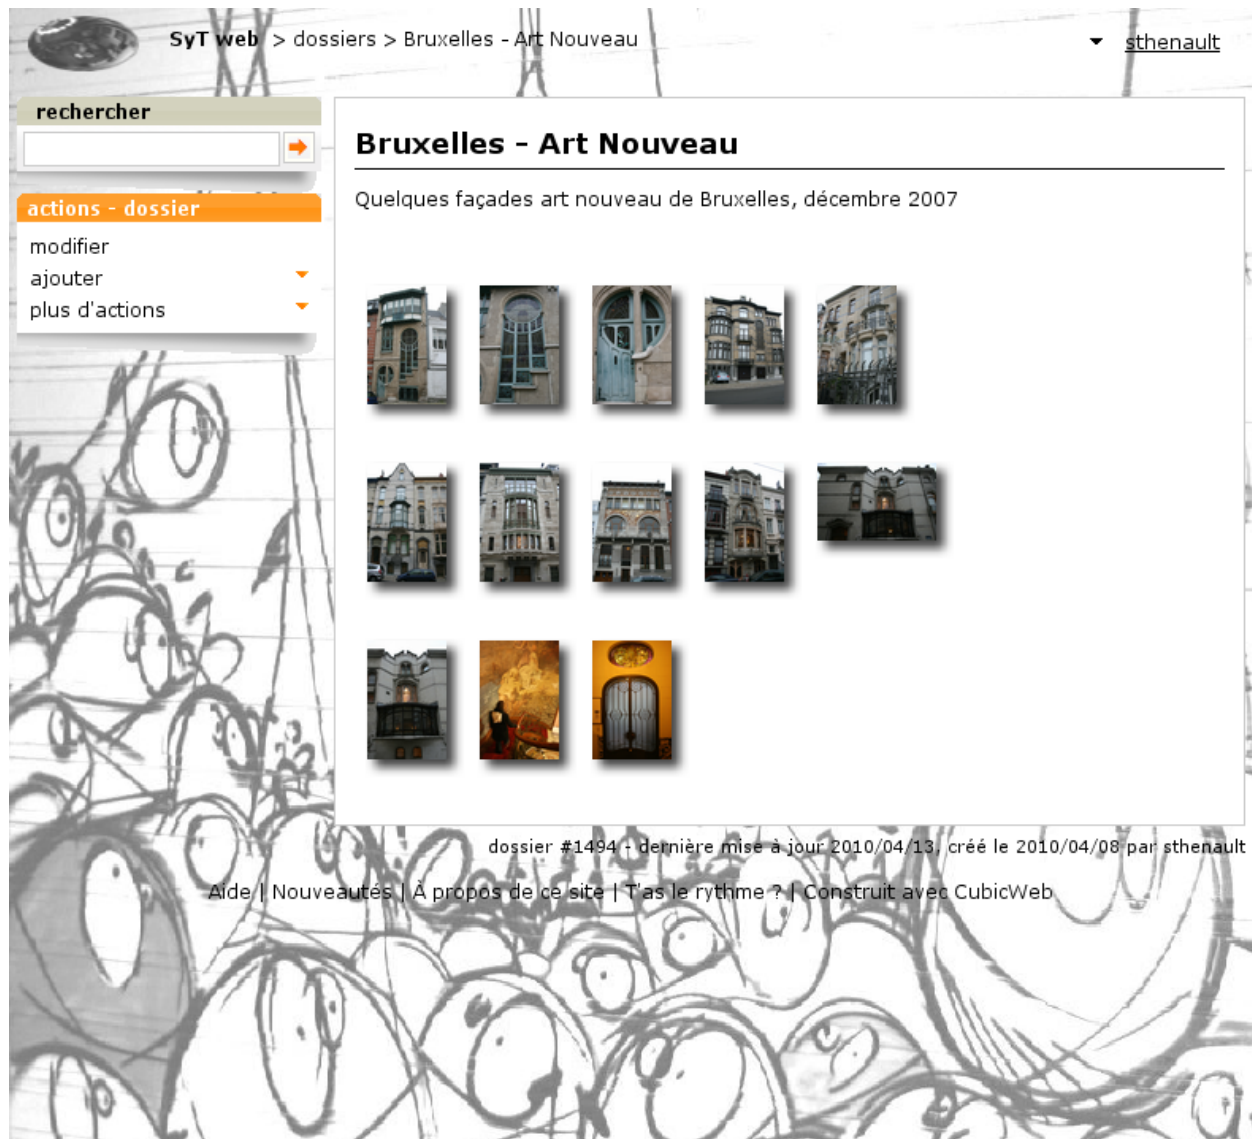 SyT web > dossiers > Bruxelles - Art Nouveau
sthenault
rechercher
actions - dossier
modifier
ajouter
plus d'actions
Bruxelles - Art Nouveau
Quelques façades art nouveau de Bruxelles, décembre 2007
dossier #1494 - dernière mise à jour 2010/04/13, créé le 2010/04/08 par sthenault
Aide | Nouveautés | À propos de ce site | T'as le rythme ? | Construit avec CubicWeb